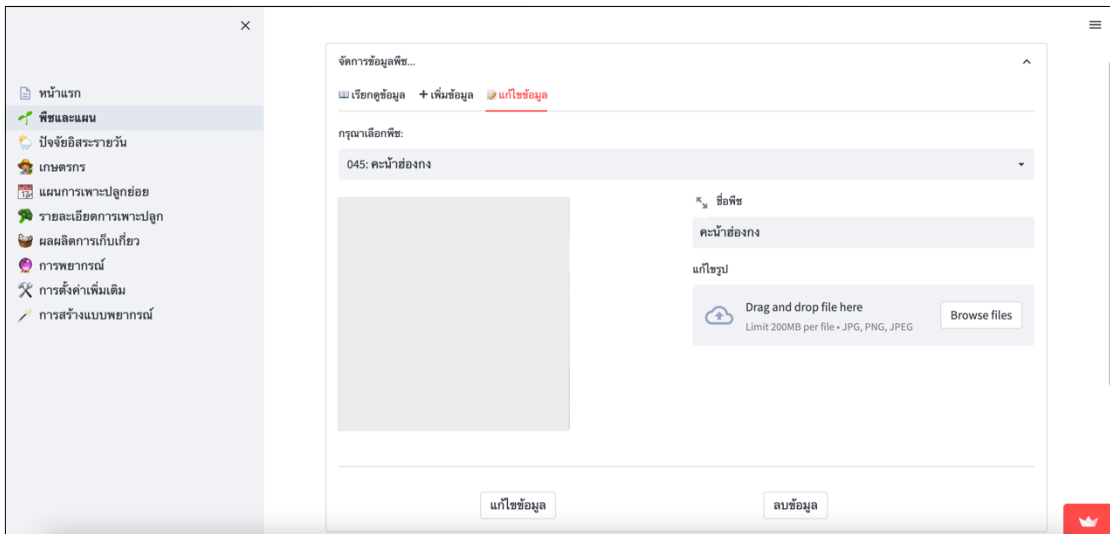 หน้าแรก
พืชและแผน
ปัจจัยอิสระรายวัน
เกษตรกร
แผนการเพาะปลูกย่อย
รายละเอียดการเพาะปลูก
ผลผลิตการเก็บเกี่ยว
การพยากรณ์
การตั้งค่าเพิ่มเติม
การสร้างแบบพยากรณ์
จัดการข้อมูลพืช...
เรียกดูข้อมูล + เพิ่มข้อมูล แก้ไขข้อมูล
กรุณาเลือกพืช:
045: คะน้าฮ่องกง
ชื่อพืช
คะน้าฮ่องกง
แก้ไขรูป
Drag and drop file here
Limit 200MB per file • JPG, PNG, JPEG
Browse files
แก้ไขข้อมูล ลบข้อมูล